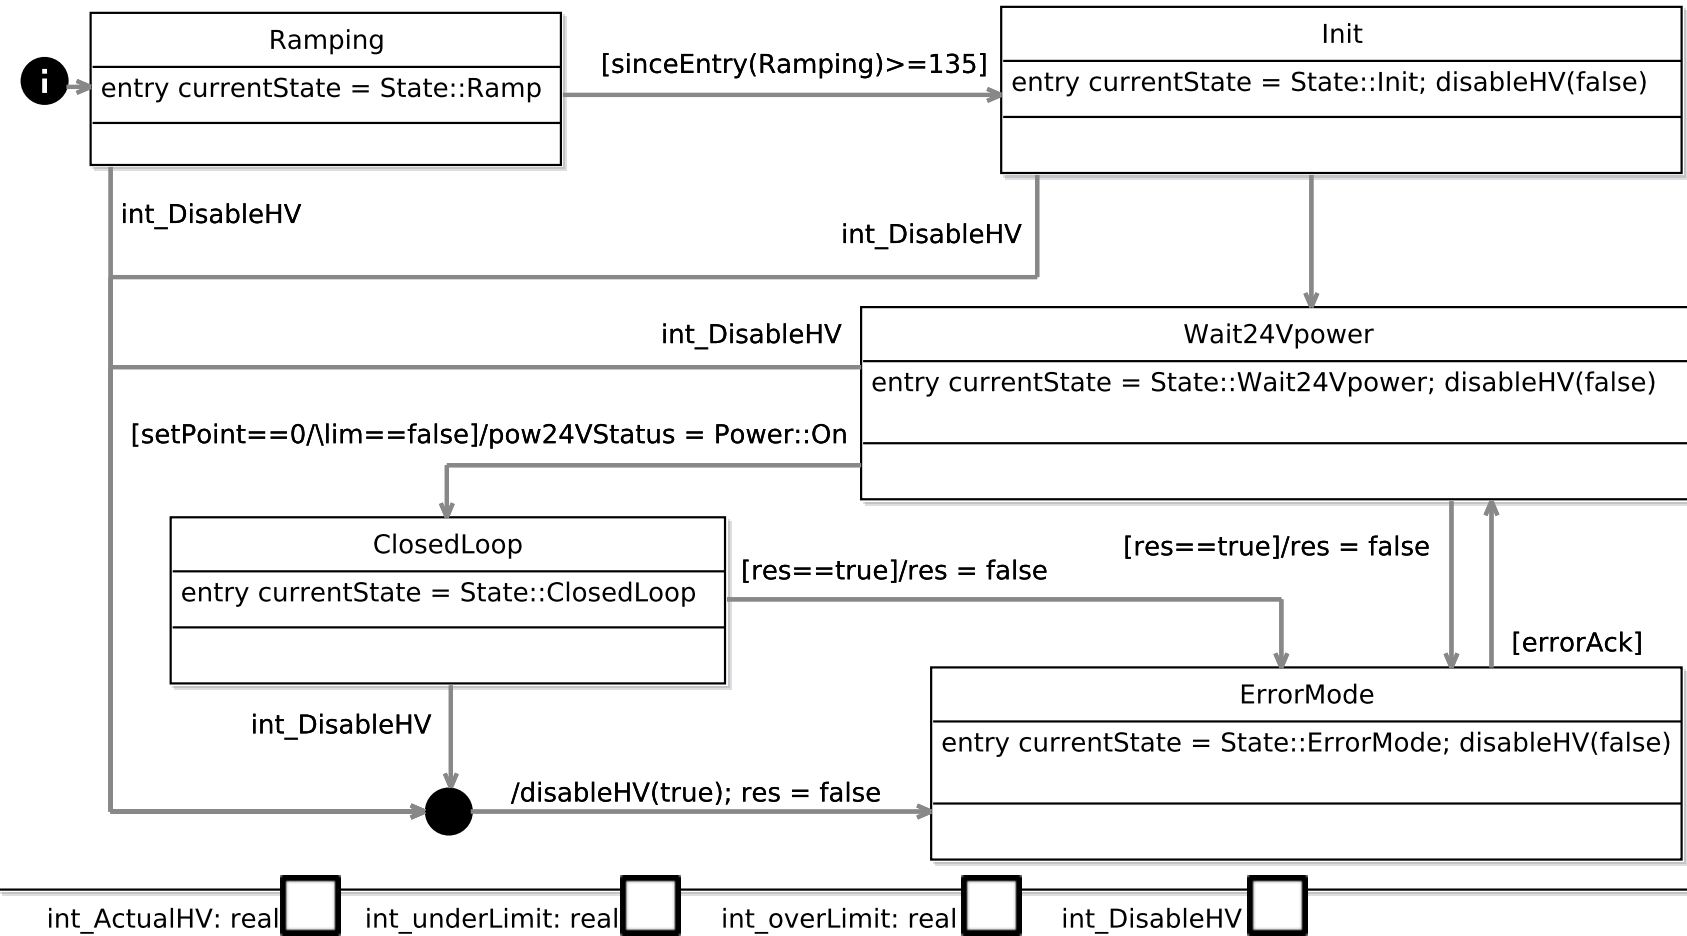 Ramping
entry currentState = State::Ramp
i
[sinceEntry(Ramping)>=135]
Init
entry currentState = State::Init; disableHV(false)
int_DisableHV
int_DisableHV
int_DisableHV
Wait24Vpower
entry currentState = State::Wait24Vpower; disableHV(false)
[setPoint==0/\lim==false]/pow24VStatus = Power::On
ClosedLoop
entry currentState = State::ClosedLoop
[res==true]/res = false
[res==true]/res = false
[errorAck]
ErrorMode
entry currentState = State::ErrorMode; disableHV(false)
int_DisableHV
/disableHV(true); res = false
int_ActualHV: real
int_underLimit: real
int_overLimit: real
int_DisableHV